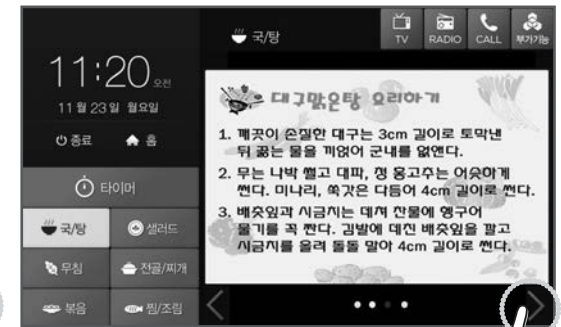 국/탕
TV
RADIO
CALL
부가기능
11:20 오전
11월 23일 월요일
종료
홈
타이머
국/탕
샐러드
무침
전골/찌개
볶음
찜/조림
대구맑은탕 요리하기
1. 깨끗이 손질한 대구는 3cm 길이로 토막낸
뒤 끓는 물을 끼얹어 군내를 없앤다.
2. 무는 나박 썰고 대파, 청 홍고추는 어슷하게
썬다. 미나리, 쑥갓은 다듬어 4cm 길이로 썬다.
3. 배춧잎과 시금치는 데쳐 찬물에 헹구어
물기를 꼭 짠다. 김발에 데친 배춧잎을 깔고
시금치를 올려 돌돌 말아 4cm 길이로 썬다.